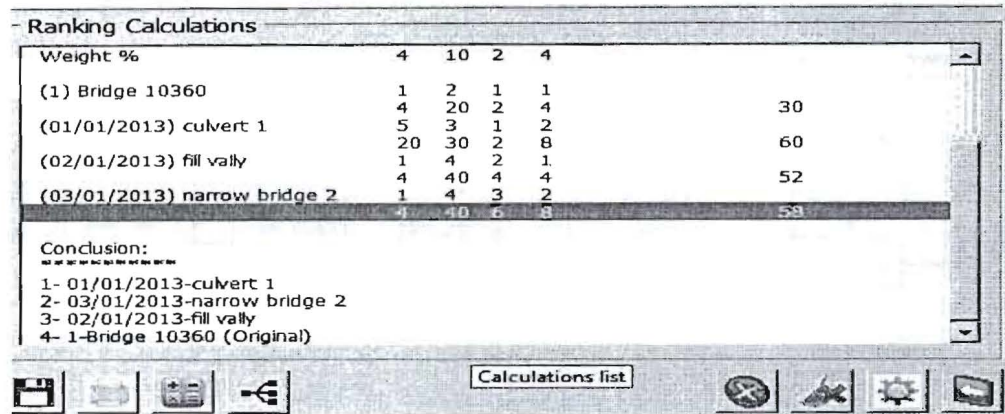 Ranking Calculations
Weight % 4 10 2 4
(1) Bridge 10360 1 2 1 1
4 20 2 4 30
(01/01/2013) culvert 1 5 3 1 2
20 30 2 8 60
(02/01/2013) fill vally 1 4 2 1
4 40 4 4 52
(03/01/2013) narrow bridge 2 1 4 3 2
4 40 6 8 58
Conclusion:
===========
1- 01/01/2013-culvert 1
2- 03/01/2013-narrow bridge 2
3- 02/01/2013-fill vally
4- 1-Bridge 10360 (Original)
Calculations list